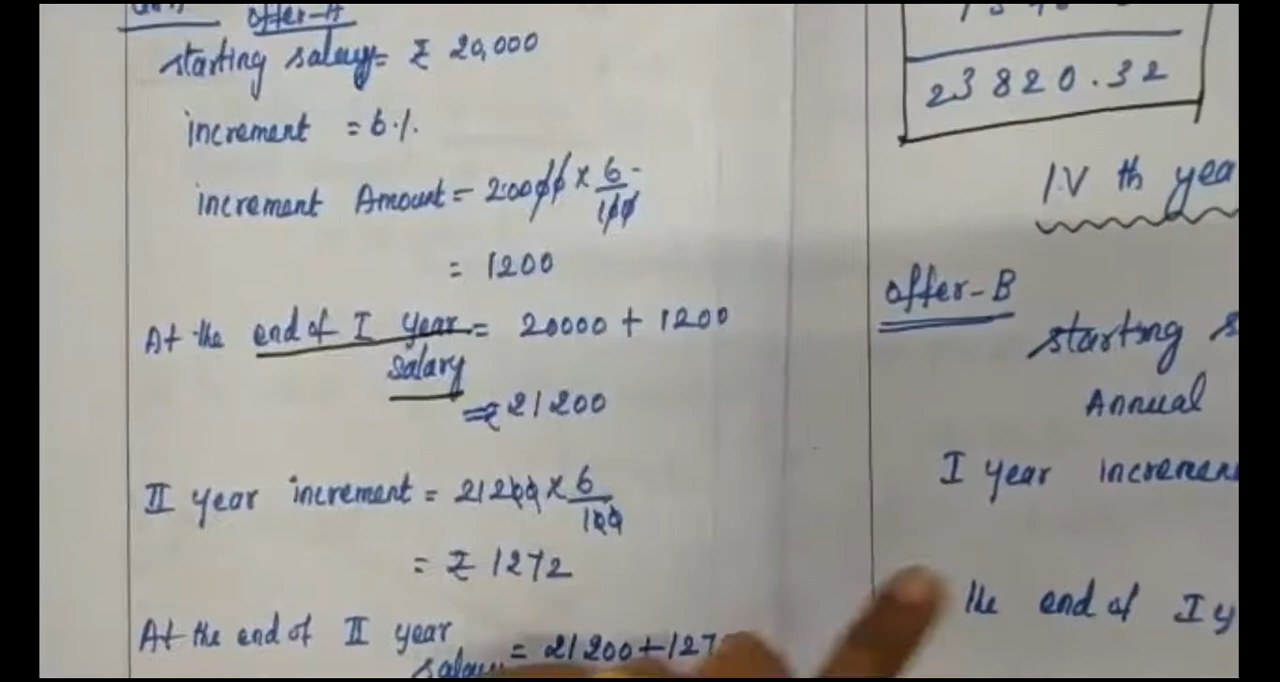 offer-A
starting salary = ₹ 20,000
increment = 6%.
increment Amount = 20000 × 6/100
= 1200
At the end of I year = 20000 + 1200
salary
= ₹ 21200
II year increment = 21200 × 6/100
= ₹ 1272
At the end of II year
salary = 21200 + 127
23820.32
IV th yea
offer-B
starting s
Annual
I year incremen
the end of I y